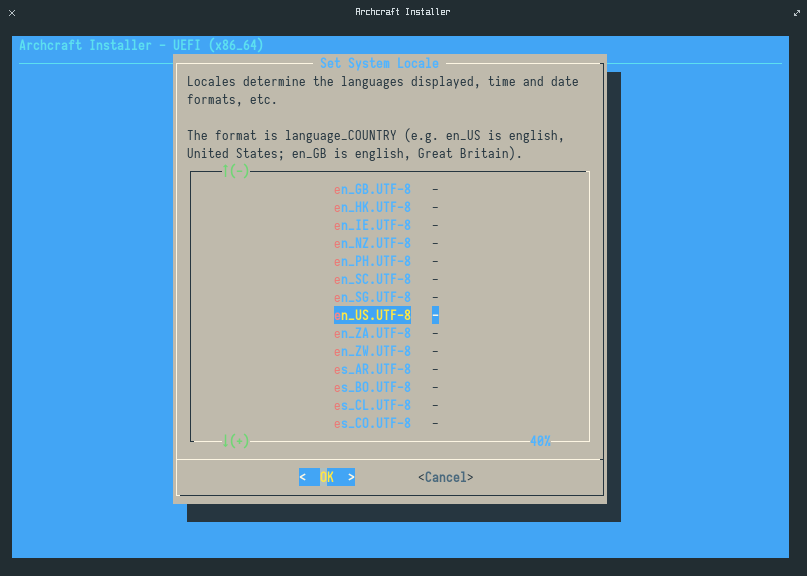 Archcraft Installer
Archcraft Installer - UEFI (x86_64)
Set System Locale
Locales determine the languages displayed, time and date
formats, etc.
The format is language_COUNTRY (e.g. en_US is english,
United States; en_GB is english, Great Britain).
↑(-)
en_GB.UTF-8 -
en_HK.UTF-8 -
en_IE.UTF-8 -
en_NZ.UTF-8 -
en_PH.UTF-8 -
en_SC.UTF-8 -
en_SG.UTF-8 -
en_US.UTF-8 -
en_ZA.UTF-8 -
en_ZW.UTF-8 -
es_AR.UTF-8 -
es_BO.UTF-8 -
es_CL.UTF-8 -
es_CO.UTF-8 -
↓(+) 40%
< OK > <Cancel>